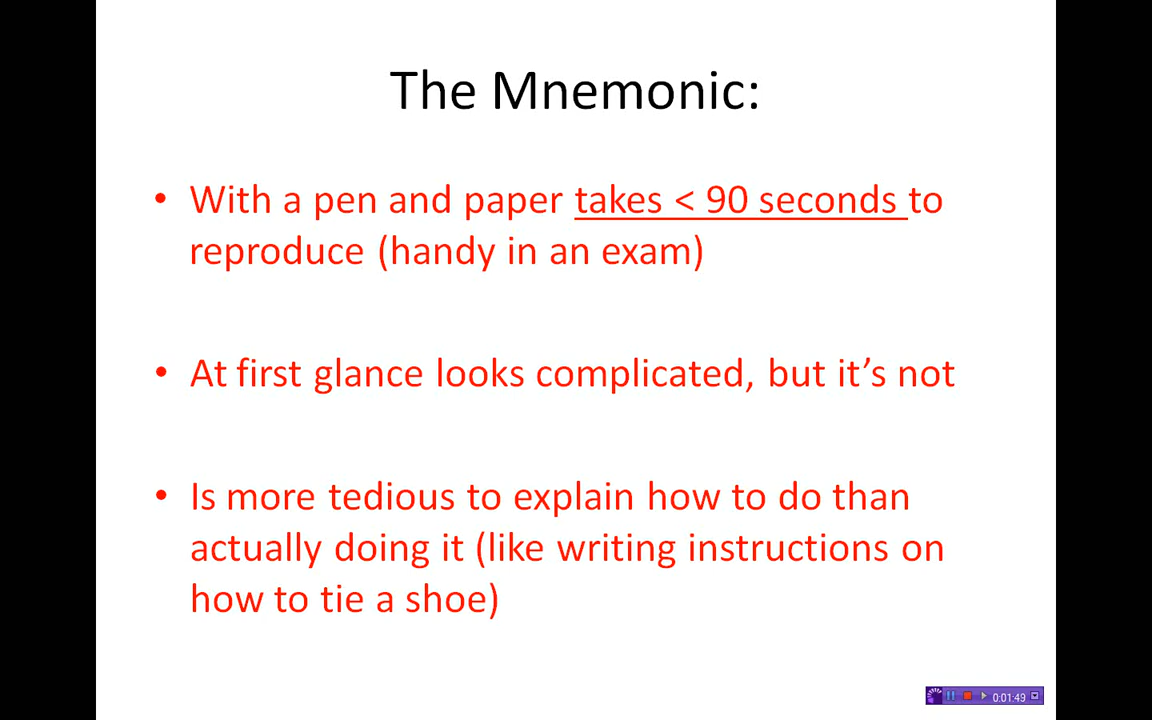 The Mnemonic:
• With a pen and paper takes < 90 seconds to
reproduce (handy in an exam)
• At first glance looks complicated, but it’s not
• Is more tedious to explain how to do than
actually doing it (like writing instructions on
how to tie a shoe)
0:01:49